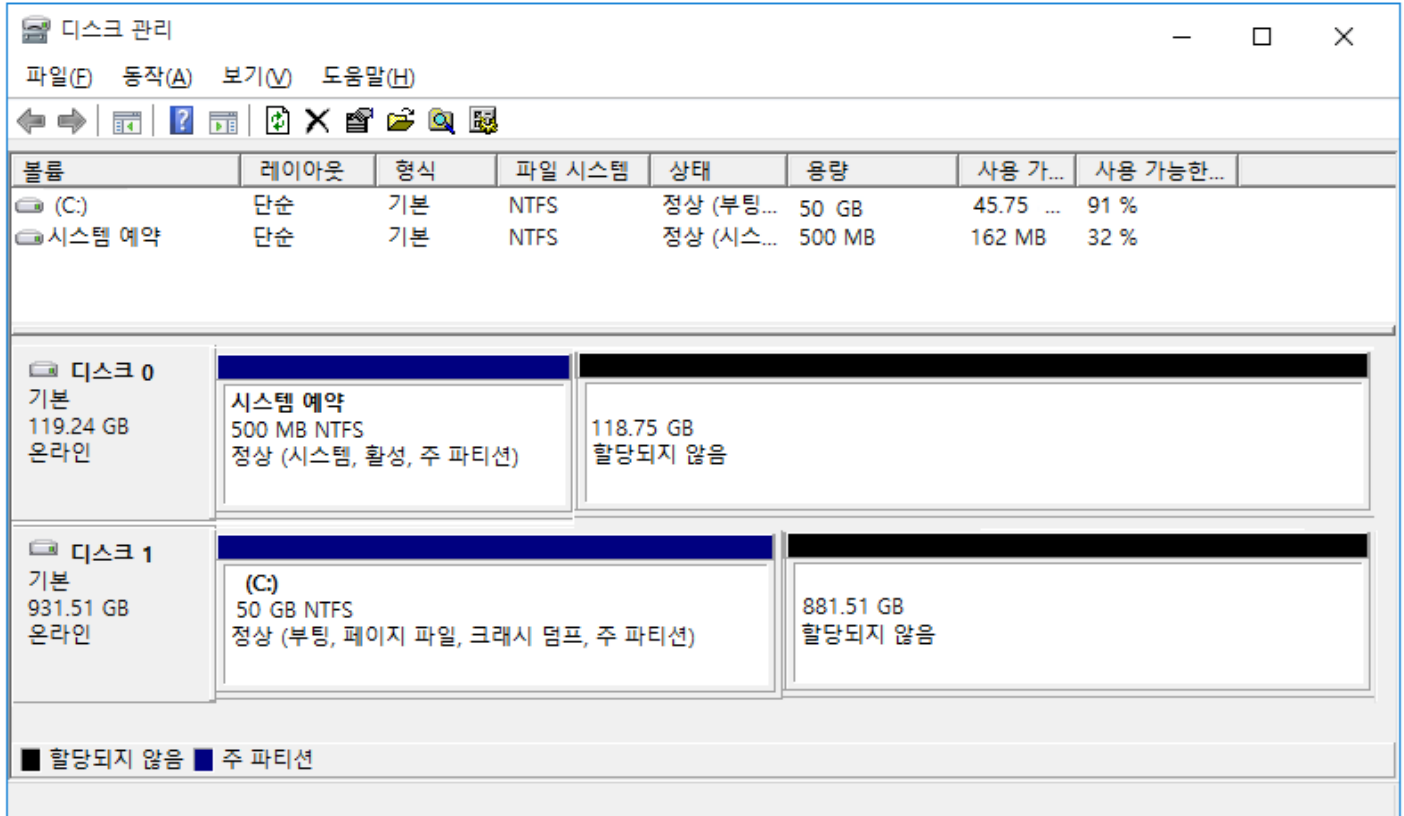 디스크 관리
파일(F) 동작(A) 보기(V) 도움말(H)
볼륨 레이아웃 형식 파일 시스템 상태 용량 사용 가... 사용 가능한...
(C:) 단순 기본 NTFS 정상 (부팅... 50 GB 45.75 ... 91 %
시스템 예약 단순 기본 NTFS 정상 (시스... 500 MB 162 MB 32 %
디스크 0
기본
119.24 GB
온라인
시스템 예약
500 MB NTFS
정상 (시스템, 활성, 주 파티션)
118.75 GB
할당되지 않음
디스크 1
기본
931.51 GB
온라인
(C:)
50 GB NTFS
정상 (부팅, 페이지 파일, 크래시 덤프, 주 파티션)
881.51 GB
할당되지 않음
할당되지 않음 주 파티션